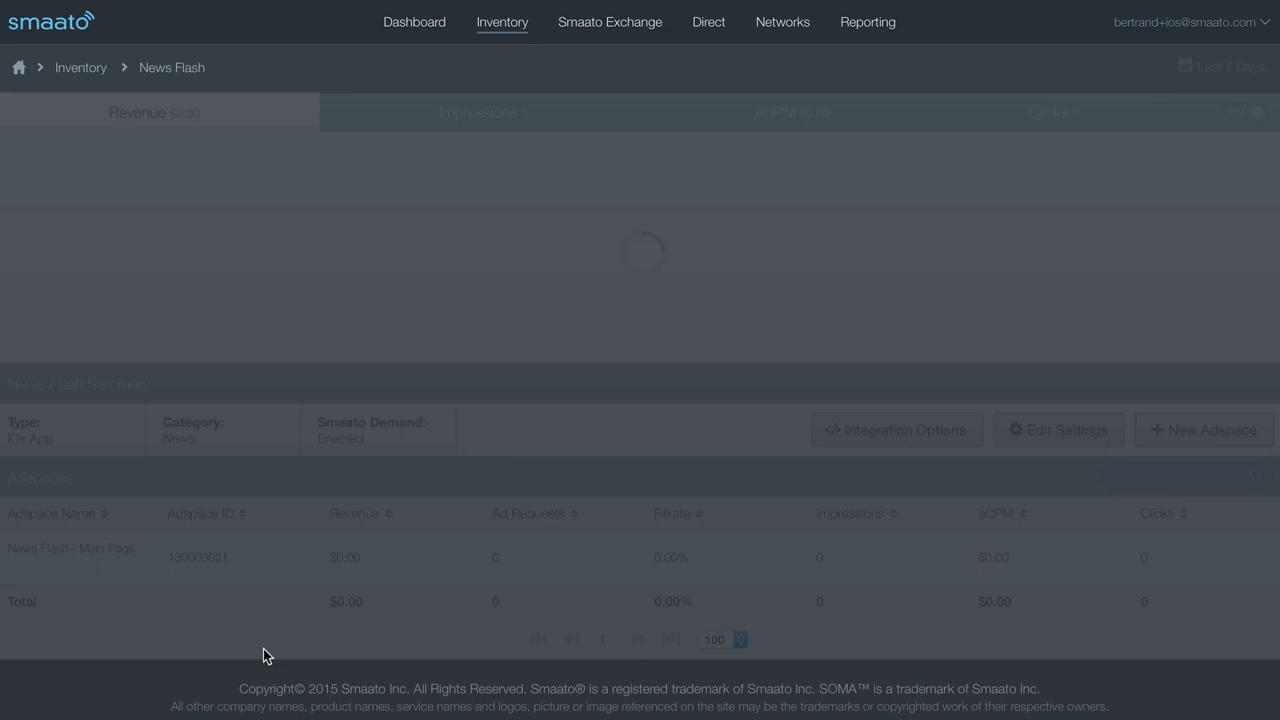 smaato
Dashboard Inventory Smaato Exchange Direct Networks Reporting bertrand+ios@smaato.com
Inventory News Flash Last 7 Days
Revenue $0.00 Impressions 0 eCPM $0.00 Clicks 0
News Flash Summary
Type: Category: Smaato Demand:
iOs App News Enabled
</> Integration Options Edit Settings + New Adspace
Adspaces
Adspace Name Adspace ID Revenue Ad Requests Fillrate Impressions eCPM Clicks
News Flash - Main Page 130000021 $0.00 0 0.00% 0 $0.00 0
Total $0.00 0 0.00% 0 $0.00 0
1 100
Copyright© 2015 Smaato Inc. All Rights Reserved. Smaato® is a registered trademark of Smaato Inc. SOMA™ is a trademark of Smaato Inc.
All other company names, product names, service names and logos, picture or image referenced on the site may be the trademarks or copyrighted work of their respective owners.